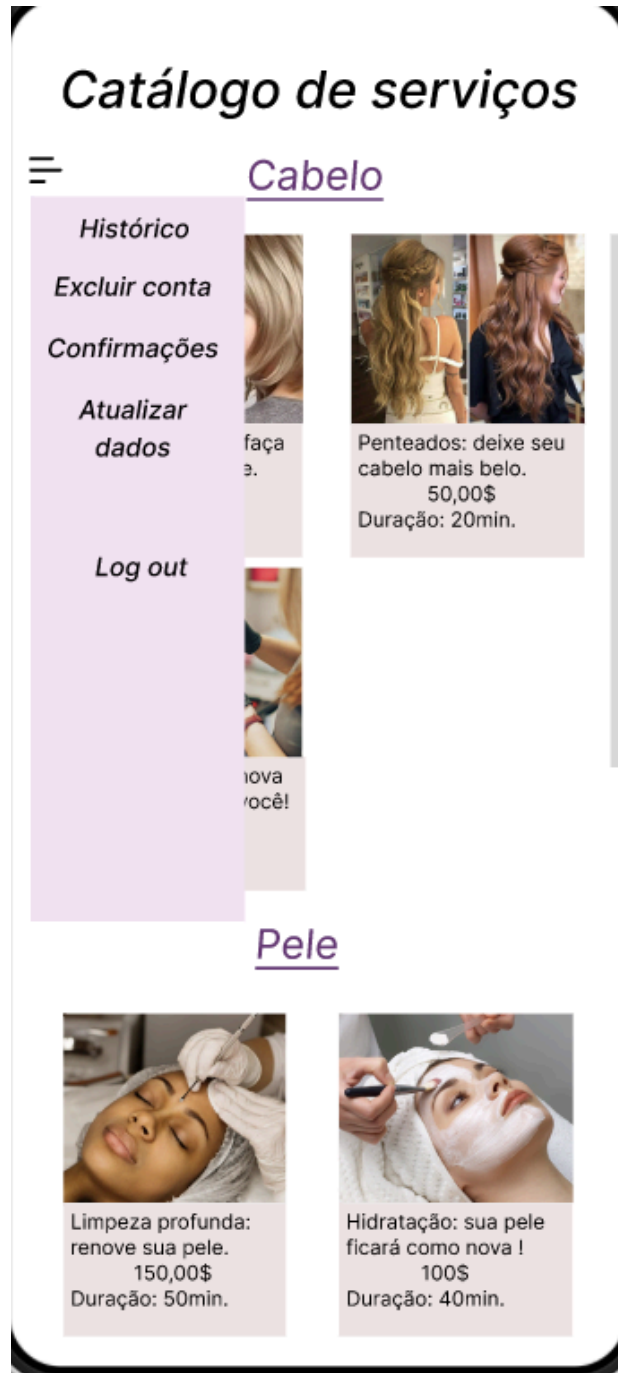 Catálogo de serviços
Cabelo
Histórico
Excluir conta
Confirmações
Atualizar
dados
Log out
faça
Penteados: deixe seu
cabelo mais belo.
50,00$
Duração: 20min.
você!
Pele
Limpeza profunda:
renove sua pele.
150,00$
Duração: 50min.
Hidratação: sua pele
ficará como nova !
100$
Duração: 40min.